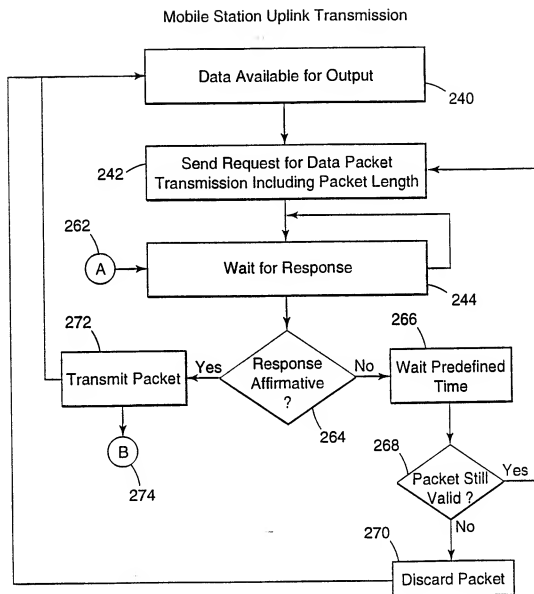 Mobile Station Uplink Transmission
Data Available for Output
240
242
Send Request for Data Packet
Transmission Including Packet Length
262
A
Wait for Response
244
272
266
Transmit Packet
Yes
Response
Affirmative
?
No
Wait Predefined
Time
264
B
274
268
Packet Still
Valid ?
Yes
No
270
Discard Packet